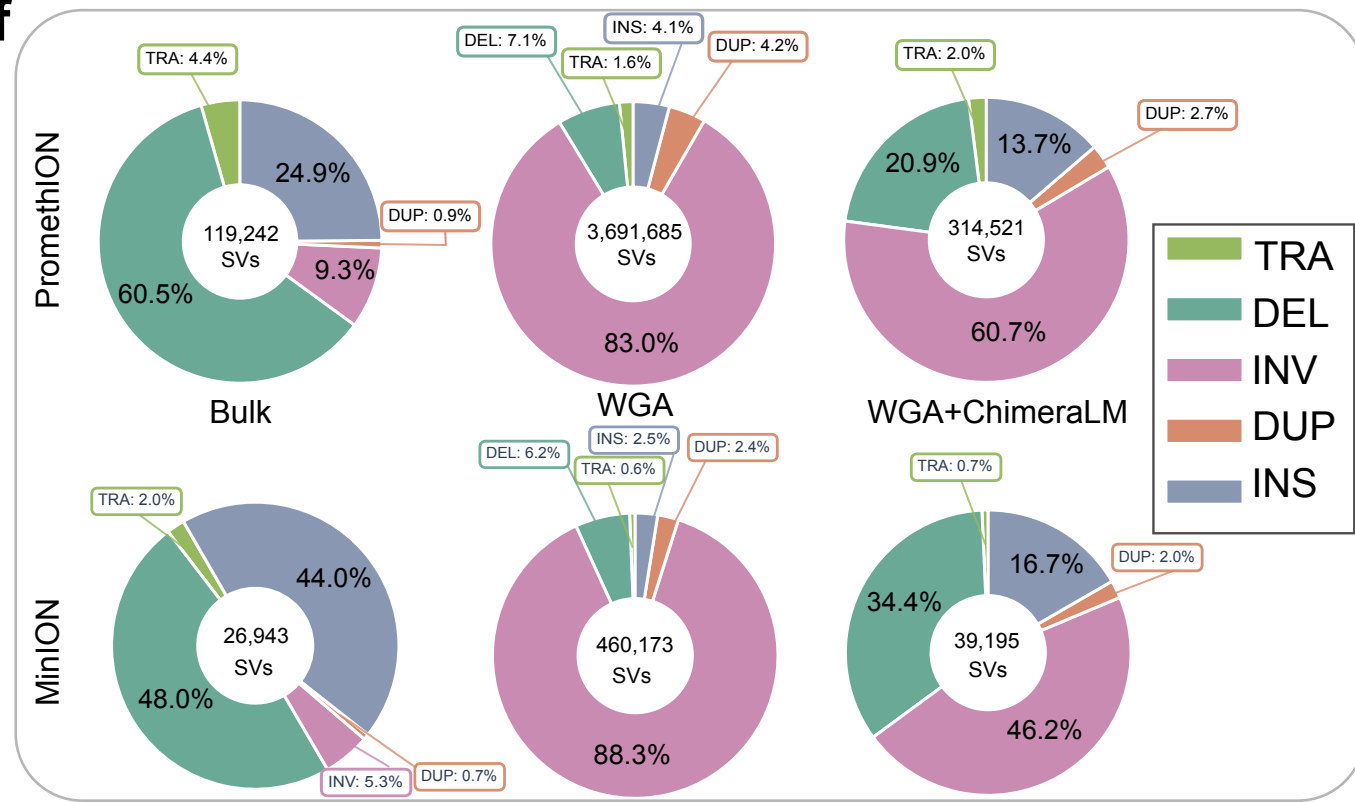 f
PromethION
TRA: 4.4%
24.9%
DUP: 0.9%
9.3%
60.5%
119,242
SVs
Bulk
DEL: 7.1%
TRA: 1.6%
INS: 4.1%
DUP: 4.2%
3,691,685
SVs
83.0%
WGA
TRA: 2.0%
DUP: 2.7%
13.7%
20.9%
314,521
SVs
60.7%
WGA+ChimeraLM
MinION
TRA: 2.0%
44.0%
26,943
SVs
48.0%
INV: 5.3%
DUP: 0.7%
DEL: 6.2%
INS: 2.5%
TRA: 0.6%
DUP: 2.4%
460,173
SVs
88.3%
TRA: 0.7%
DUP: 2.0%
16.7%
34.4%
39,195
SVs
46.2%
TRA
DEL
INV
DUP
INS